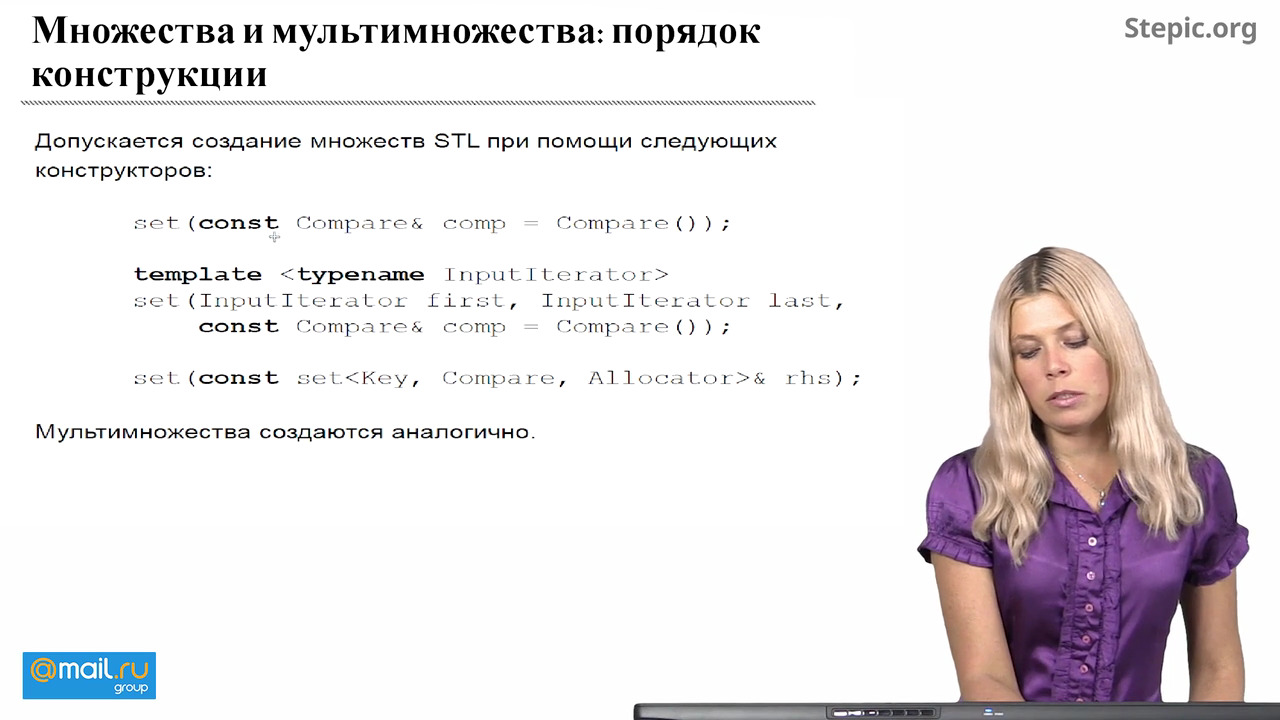 Множества и мультимножества: порядок
конструкции
Stepic.org
Допускается создание множеств STL при помощи следующих
конструкторов:
set(const Compare& comp = Compare());
template <typename InputIterator>
set(InputIterator first, InputIterator last,
const Compare& comp = Compare());
set(const set<Key, Compare, Allocator>& rhs);
Мультимножества создаются аналогично.
@mail.ru
group